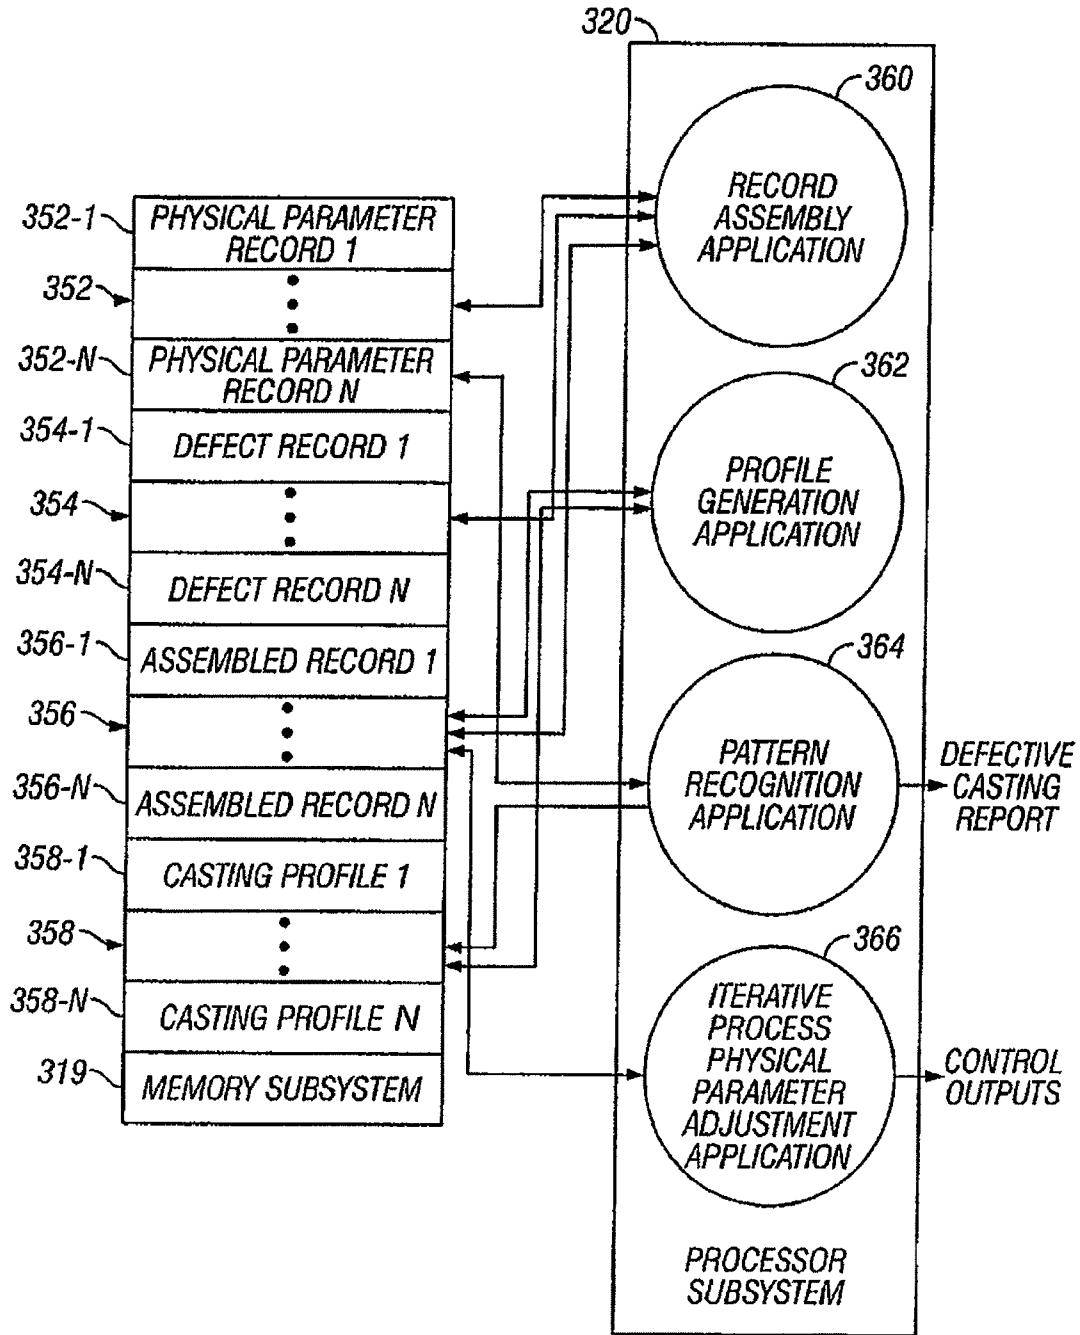 320
360
RECORD
ASSEMBLY
APPLICATION
352-1
PHYSICAL PARAMETER
RECORD 1
352
352-N
PHYSICAL PARAMETER
RECORD N
362
PROFILE
GENERATION
APPLICATION
354-1
DEFECT RECORD 1
354
354-N
DEFECT RECORD N
356-1
ASSEMBLED RECORD 1
364
PATTERN
RECOGNITION
APPLICATION
DEFECTIVE
CASTING
REPORT
356
356-N
ASSEMBLED RECORD N
358-1
CASTING PROFILE 1
358
358-N
CASTING PROFILE N
319
MEMORY SUBSYSTEM
366
ITERATIVE
PROCESS
PHYSICAL
PARAMETER
ADJUSTMENT
APPLICATION
CONTROL
OUTPUTS
PROCESSOR
SUBSYSTEM